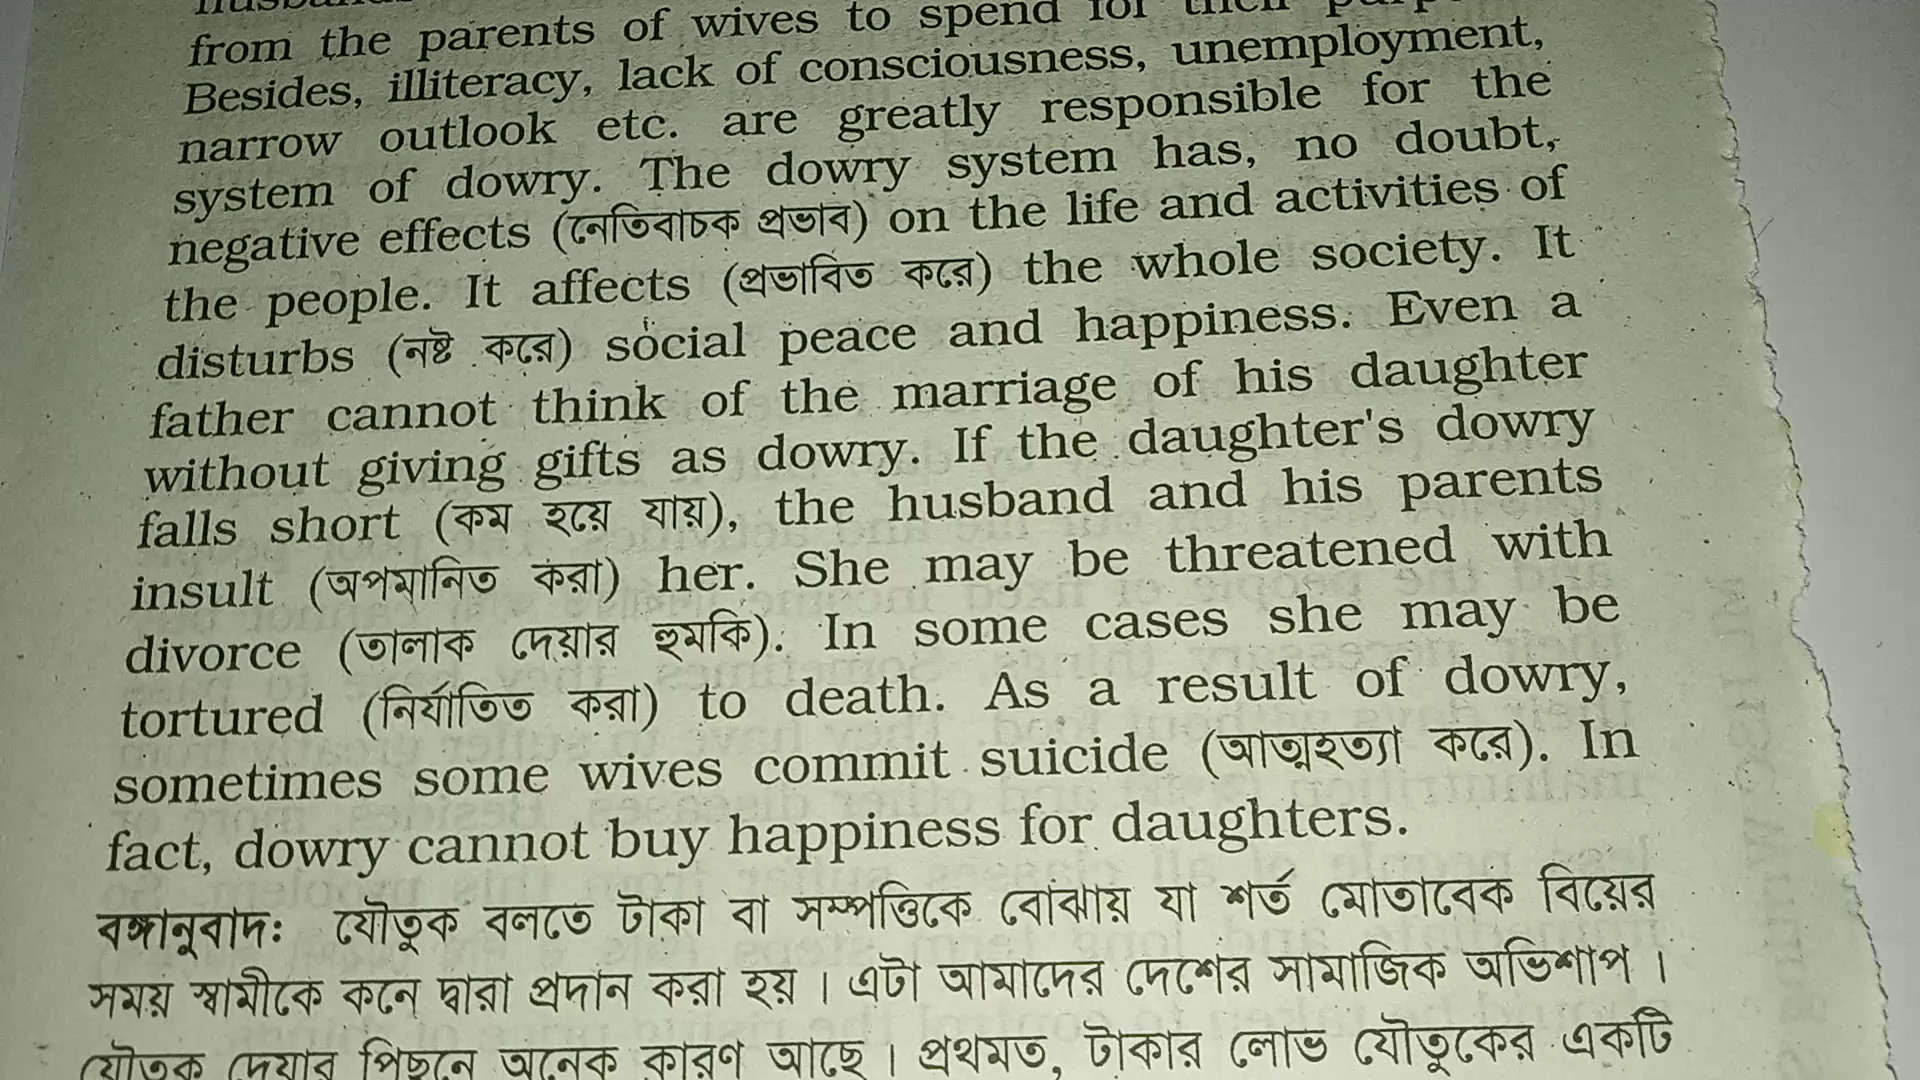 from the parents of wives to spend for their
Besides, illiteracy, lack of consciousness, unemployment,
narrow outlook etc. are greatly responsible for the
system of dowry. The dowry system has, no doubt,
negative effects (নেতিবাচক প্রভাব) on the life and activities of
the people. It affects (প্রভাবিত করে) the whole society. It
disturbs (নষ্ট করে) social peace and happiness. Even a
father cannot think of the marriage of his daughter
without giving gifts as dowry. If the daughter's dowry
falls short (কম হয়ে যায়), the husband and his parents
insult (অপমানিত করা) her. She may be threatened with
divorce (তালাক দেয়ার হুমকি). In some cases she may be
tortured (নির্যাতিত করা) to death. As a result of dowry,
sometimes some wives commit suicide (আত্মহত্যা করে). In
fact, dowry cannot buy happiness for daughters.
বঙ্গানুবাদঃ যৌতুক বলতে টাকা বা সম্পত্তিকে বোঝায় যা শর্ত মোতাবেক বিয়ের
সময় স্বামীকে কনে দ্বারা প্রদান করা হয়। এটা আমাদের দেশের সামাজিক অভিশাপ।
যৌতুক দেয়ার পিছনে অনেক কারণ আছে। প্রথমত, টাকার লোভ যৌতুকের একটি